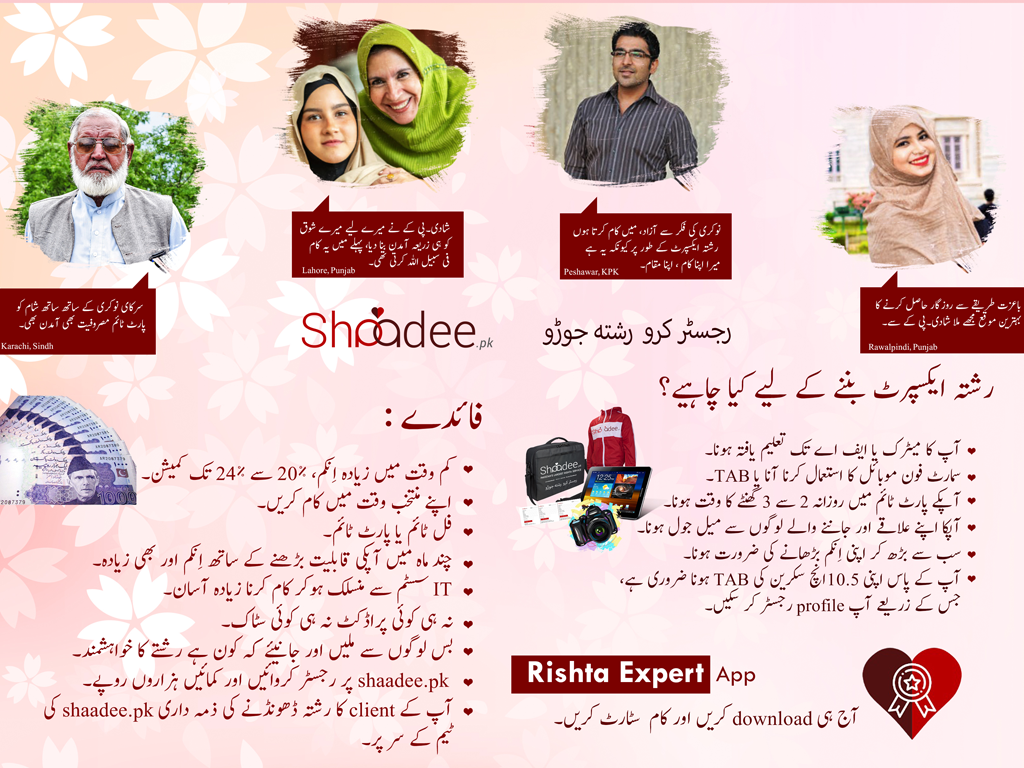 شادی۔پی کے نے میرے لیے میرے شوق
کو ہی زریعہ آمدن بنا دیا، پہلے میں یہ کام
فی سبیل اللہ کرتی تھی۔
Lahore, Punjab
نوکری کی فکر سے آزاد، میں کام کرتا ہوں
رشتہ ایکسپرٹ کے طور پر کیونکہ یہ ہے
میرا اپنا کام ، اپنا مقام۔
Peshawar, KPK
سرکای نوکری کے ساتھ ساتھ شام کو
پارٹ ٹائم مصروفیت بھی آمدن بھی۔
Karachi, Sindh
باعزت طریقے سے روزگار حاصل کرنے کا
بہترین موقع مجھے ملا شادی۔پی کے سے۔
Rawalpindi, Punjab
Shaadee.pk
رجسٹر کرو رشتہ جوڑو
رشتہ ایکسپرٹ بننے کے لیے کیا چاہیے؟
آپ کا میٹرک یا ایف اے تک تعلیم یافتہ ہونا۔
سمارٹ فون موبائل کا استعمال کرنا آنا یا TAB۔
آپکے پارٹ ٹائم میں روزانہ 2 سے 3 گھنٹے کا وقت ہونا۔
آپکا اپنے علاقے اور جاننے والے لوگوں سے میل جول ہونا۔
سب سے بڑھ کر اپنی اِنکم بڑھانے کی ضرورت ہونا۔
آپ کے پاس اپنی 10.5انچ سکرین کی TAB ہونا ضروری ہے،
جس کے زریعے آپ profile رجسٹر کر سکیں۔
Shaadee.
Shaadee.
12:25
فائدے :
کم وقت میں زیادہ اِنکم، 20٪ سے 24٪ تک کمیشن۔
اپنے منتخب وقت میں کام کریں۔
فل ٹائم یا پارٹ ٹائم۔
چند ماہ میں آپکی قابلیت بڑھنے کے ساتھ اِنکم اور بھی زیادہ۔
IT سسٹم سے منسلک ہوکر کام کرنا زیادہ آسان۔
نہ ہی کوئی پراڈکٹ نہ ہی کوئی سٹاک۔
بس لوگوں سے ملیں اور جانیئے کہ کون ہے رشتے کا خواہشمند۔
shaadee.pk پر رجسٹر کروائیں اور کمائیں ہزاروں روپے۔
آپ کے client کا رشتہ ڈھونڈنے کی ذمہ داری shaadee.pk کی
ٹیم کے سر پر۔
1000
Rishta Expert App
آج ہی download کریں اور کام سٹارٹ کریں۔